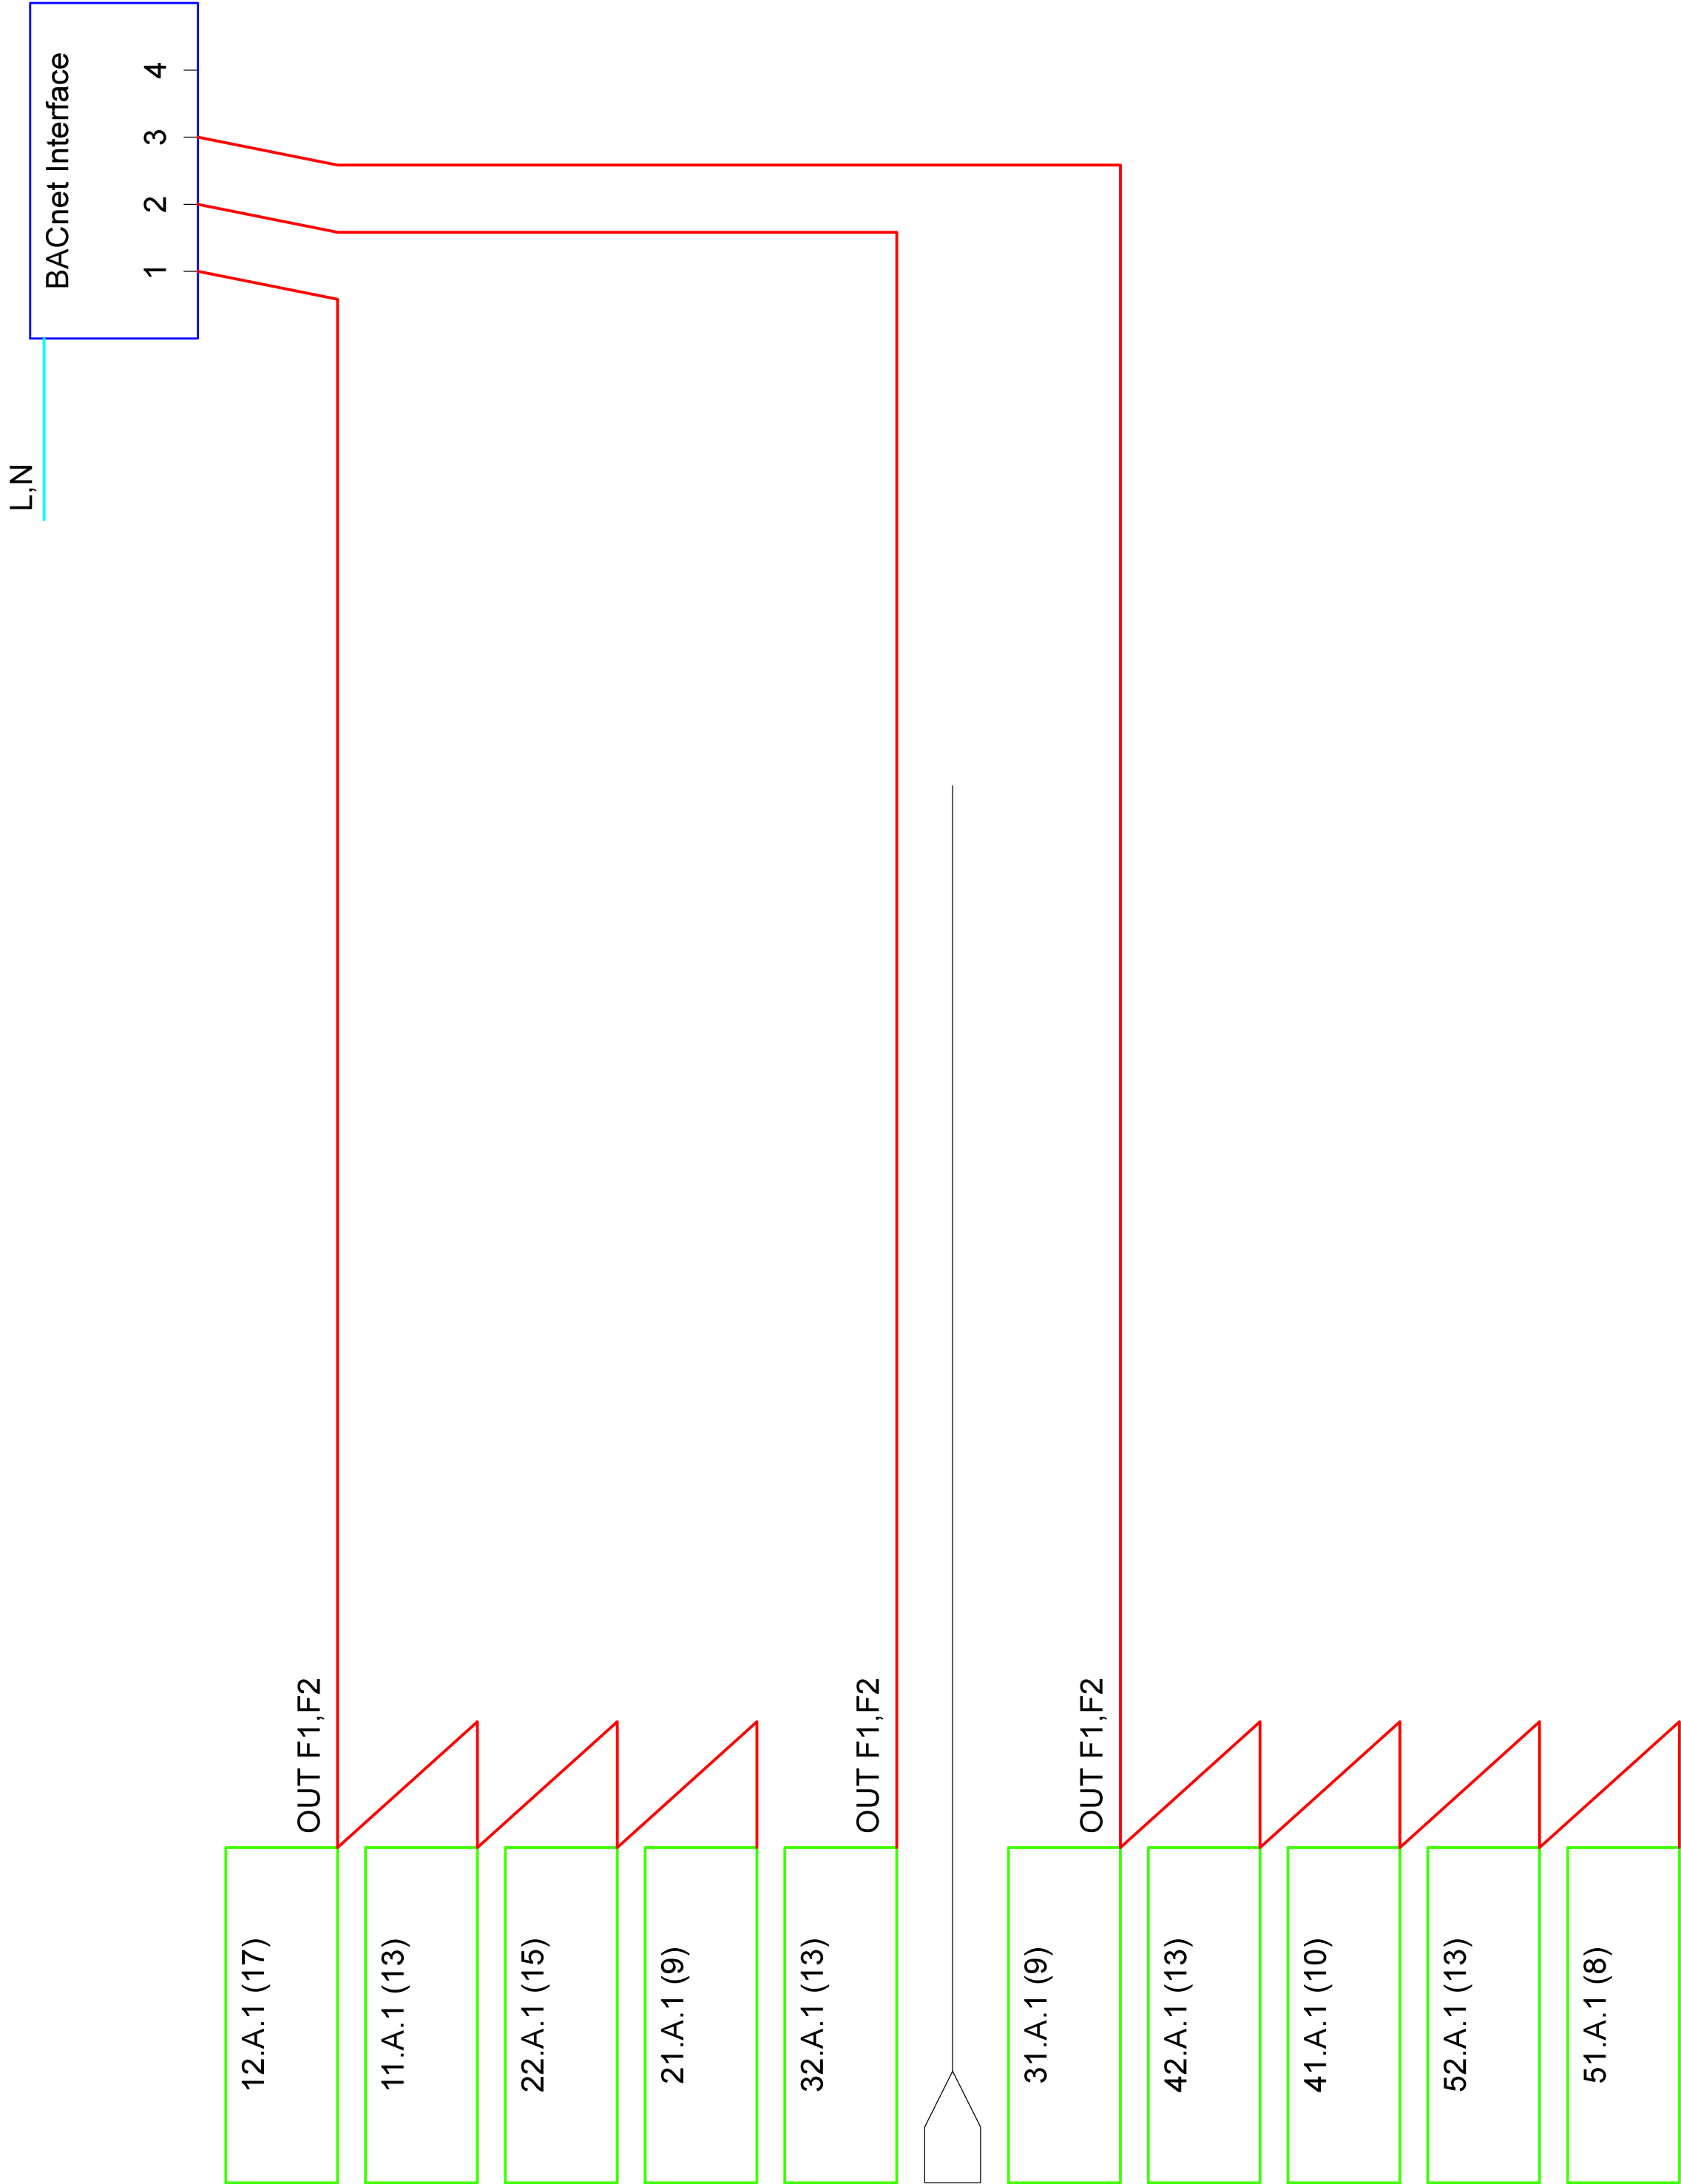 BACnet Interface
1 2 3 4
L,N
OUT F1,F2
12.A.1 (17)
11.A.1 (13)
22.A.1 (15)
21.A.1 (9)
OUT F1,F2
32.A.1 (13)
OUT F1,F2
31.A.1 (9)
42.A.1 (13)
41.A.1 (10)
52.A.1 (13)
51.A.1 (8)